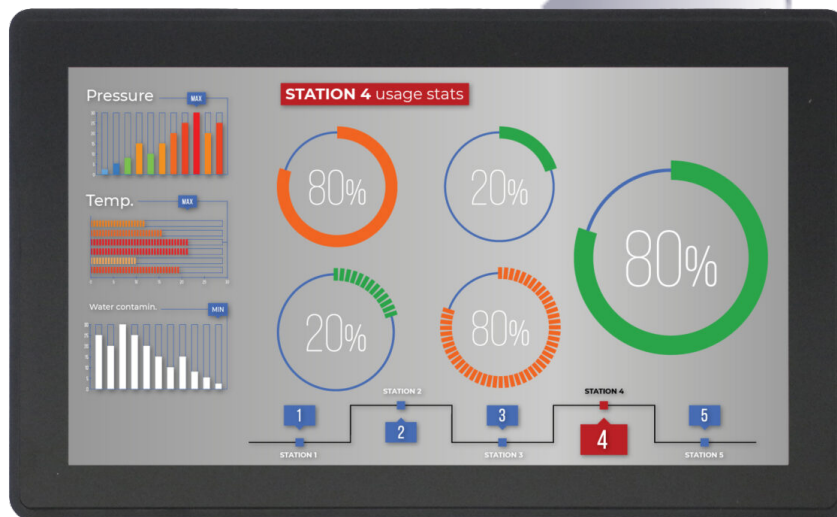 Pressure
MAX
STATION 4 usage stats
80%
20%
80%
Temp.
MAX
Water contamin.
MIN
20%
80%
STATION 2
STATION 4
1
2
3
4
5
STATION 1
STATION 3
STATION 5